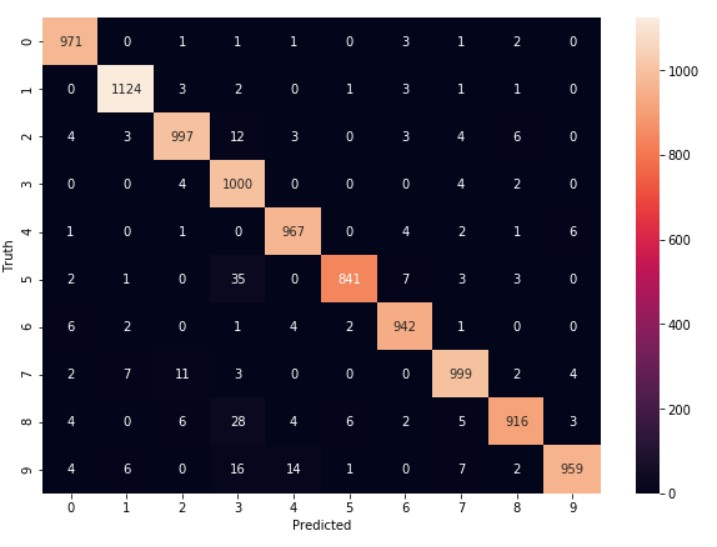 0 971 0 1 1 1 0 3 1 2 0
1 0 1124 3 2 0 1 3 1 1 0
2 4 3 997 12 3 0 3 4 6 0
3 0 0 4 1000 0 0 0 4 2 0
4 1 0 1 0 967 0 4 2 1 6
5 2 1 0 35 0 841 7 3 3 0
6 6 2 0 1 4 2 942 1 0 0
7 2 7 11 3 0 0 0 999 2 4
8 4 0 6 28 4 6 2 5 916 3
9 4 6 0 16 14 1 0 7 2 959
0 1 2 3 4 5 6 7 8 9
Predicted
Truth
1000
800
600
400
200
0